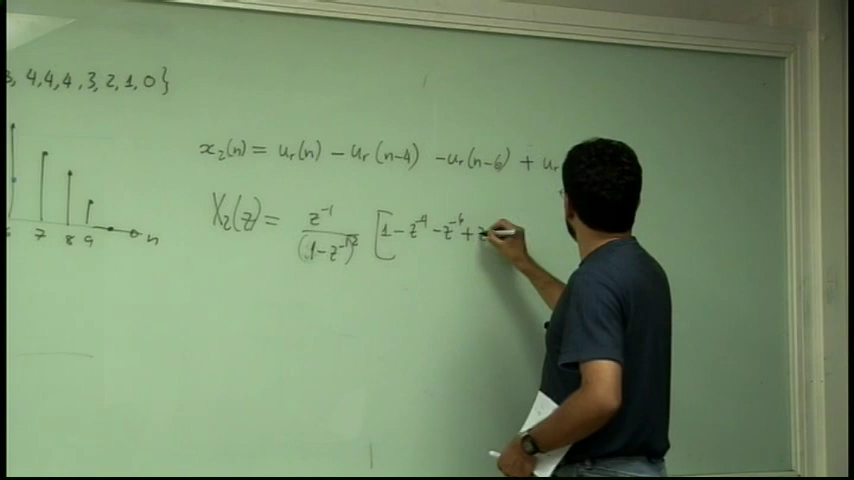 3, 4,4,4,3,2,1,0}
x₂(n) = uᵣ(n) − uᵣ(n−4) −uᵣ(n−6) + uᵣ
X₂(z) = z⁻¹/(1−z⁻¹)² [1 − z⁻⁴ − z⁻⁶ + z
7 8 9 n